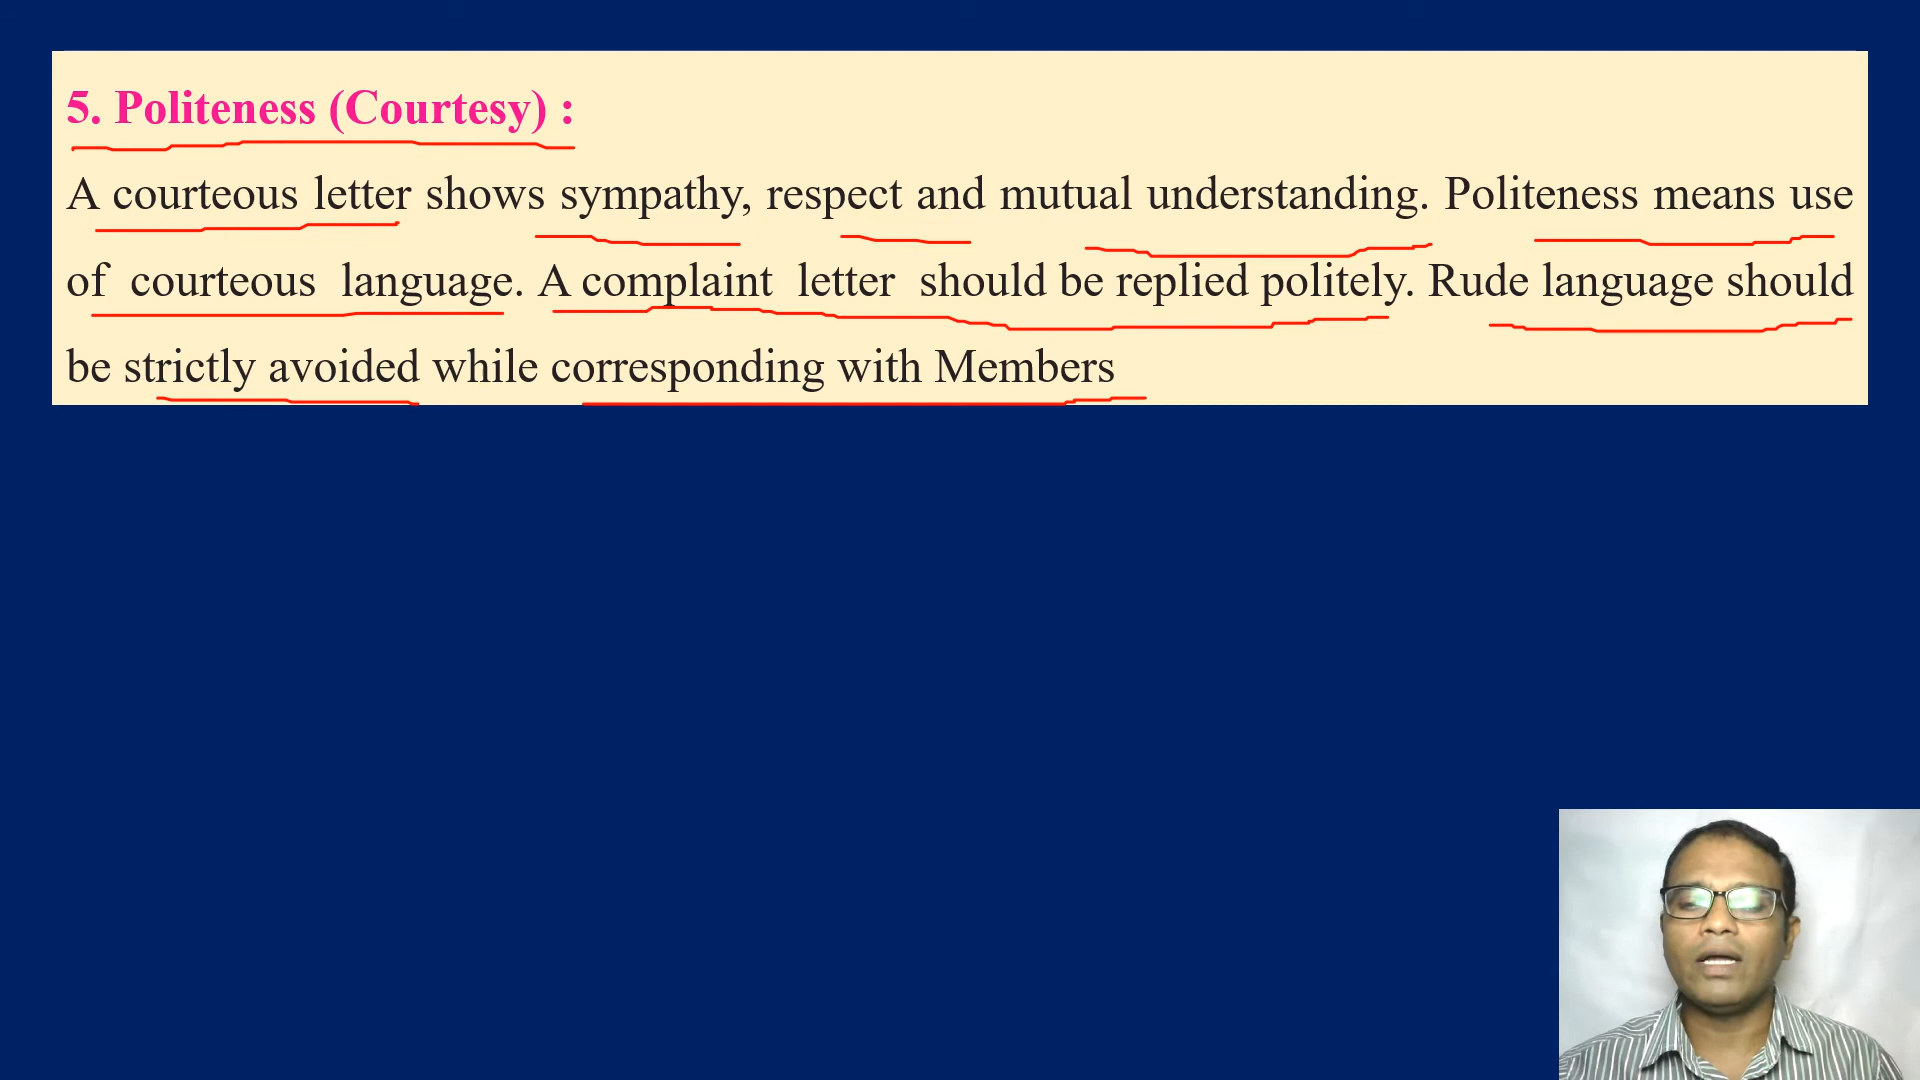 5. Politeness (Courtesy) :
A courteous letter shows sympathy, respect and mutual understanding. Politeness means use
of courteous language. A complaint letter should be replied politely. Rude language should
be strictly avoided while corresponding with Members